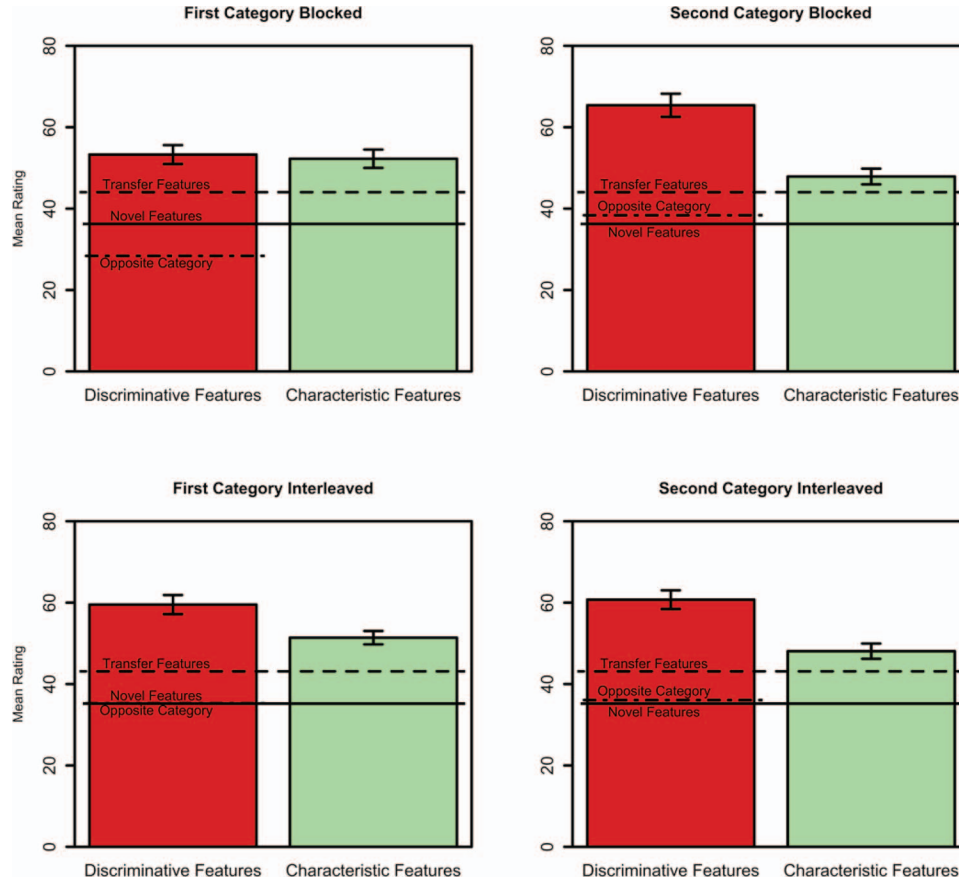 First Category Blocked
Mean Rating
80
60
40
20
0
Transfer Features
Novel Features
Opposite Category
Discriminative Features
Characteristic Features
Second Category Blocked
80
60
40
20
0
Transfer Features
Opposite Category
Novel Features
Discriminative Features
Characteristic Features
First Category Interleaved
Mean Rating
80
60
40
20
0
Transfer Features
Novel Features
Opposite Category
Discriminative Features
Characteristic Features
Second Category Interleaved
80
60
40
20
0
Transfer Features
Opposite Category
Novel Features
Discriminative Features
Characteristic Features